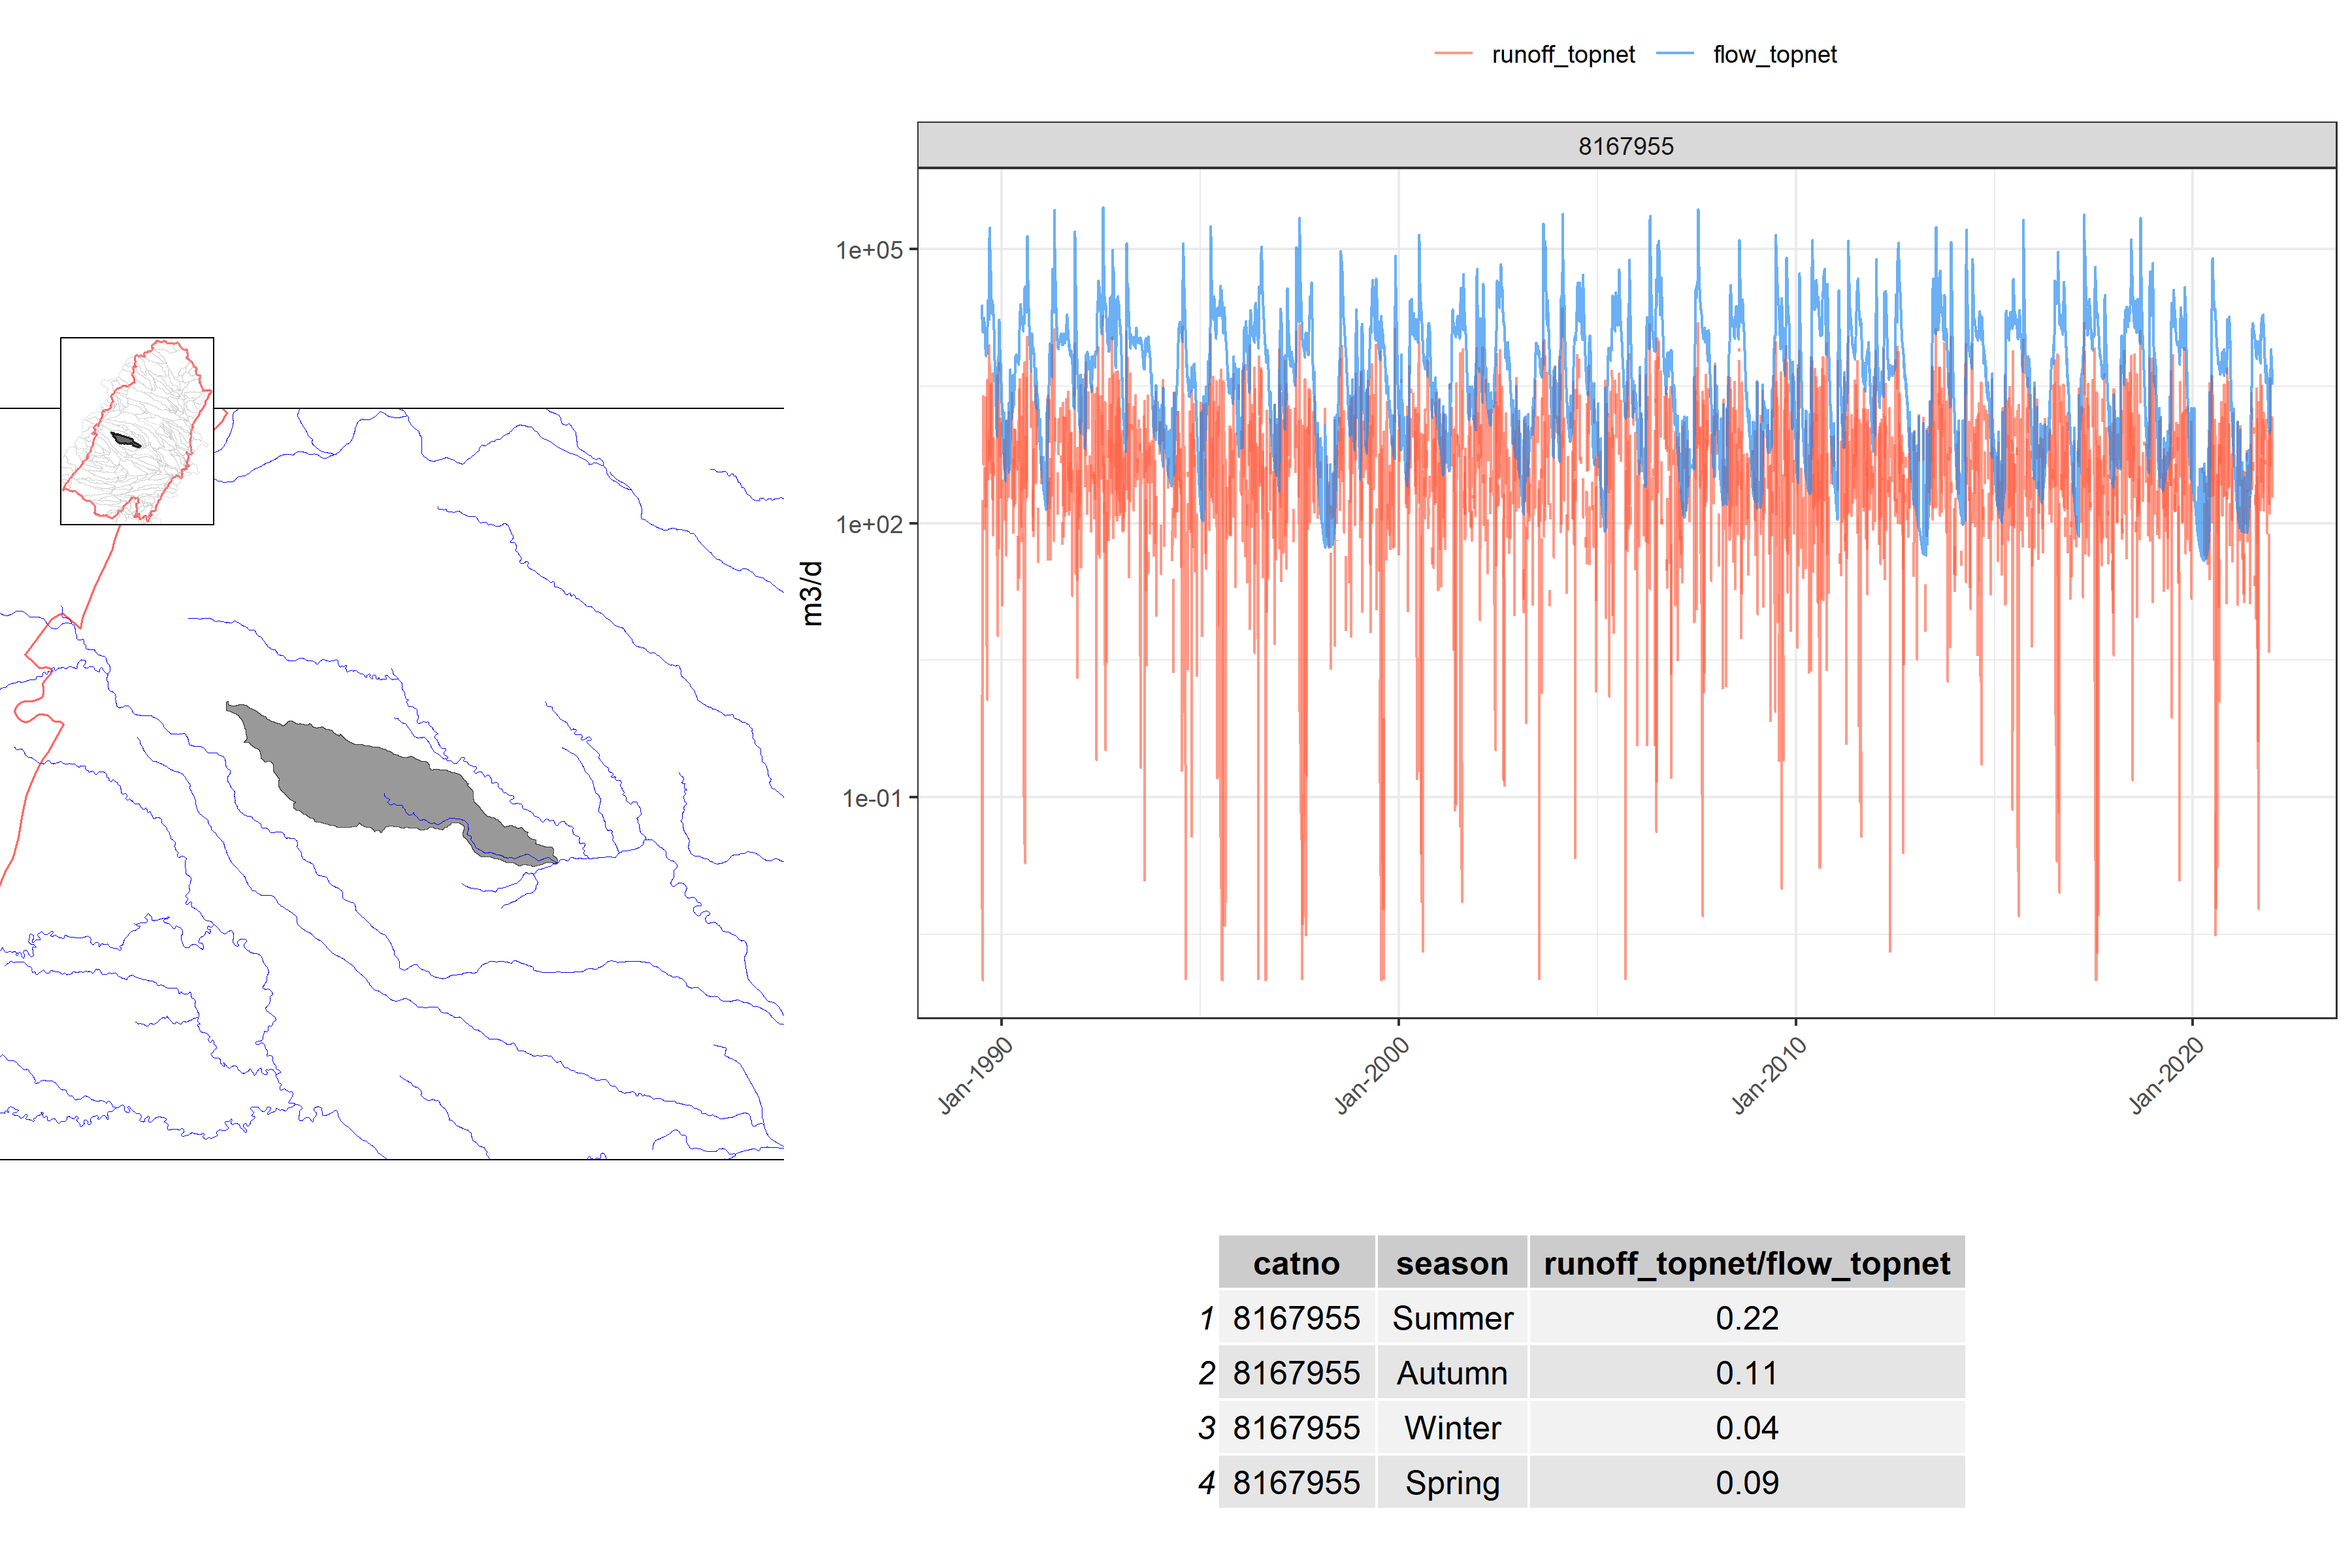 runoff_topnet flow_topnet
8167955
1e+05
1e+02
1e-01
m3/d
Jan-1990 Jan-2000 Jan-2010 Jan-2020
catno season runoff_topnet/flow_topnet
1 8167955 Summer 0.22
2 8167955 Autumn 0.11
3 8167955 Winter 0.04
4 8167955 Spring 0.09